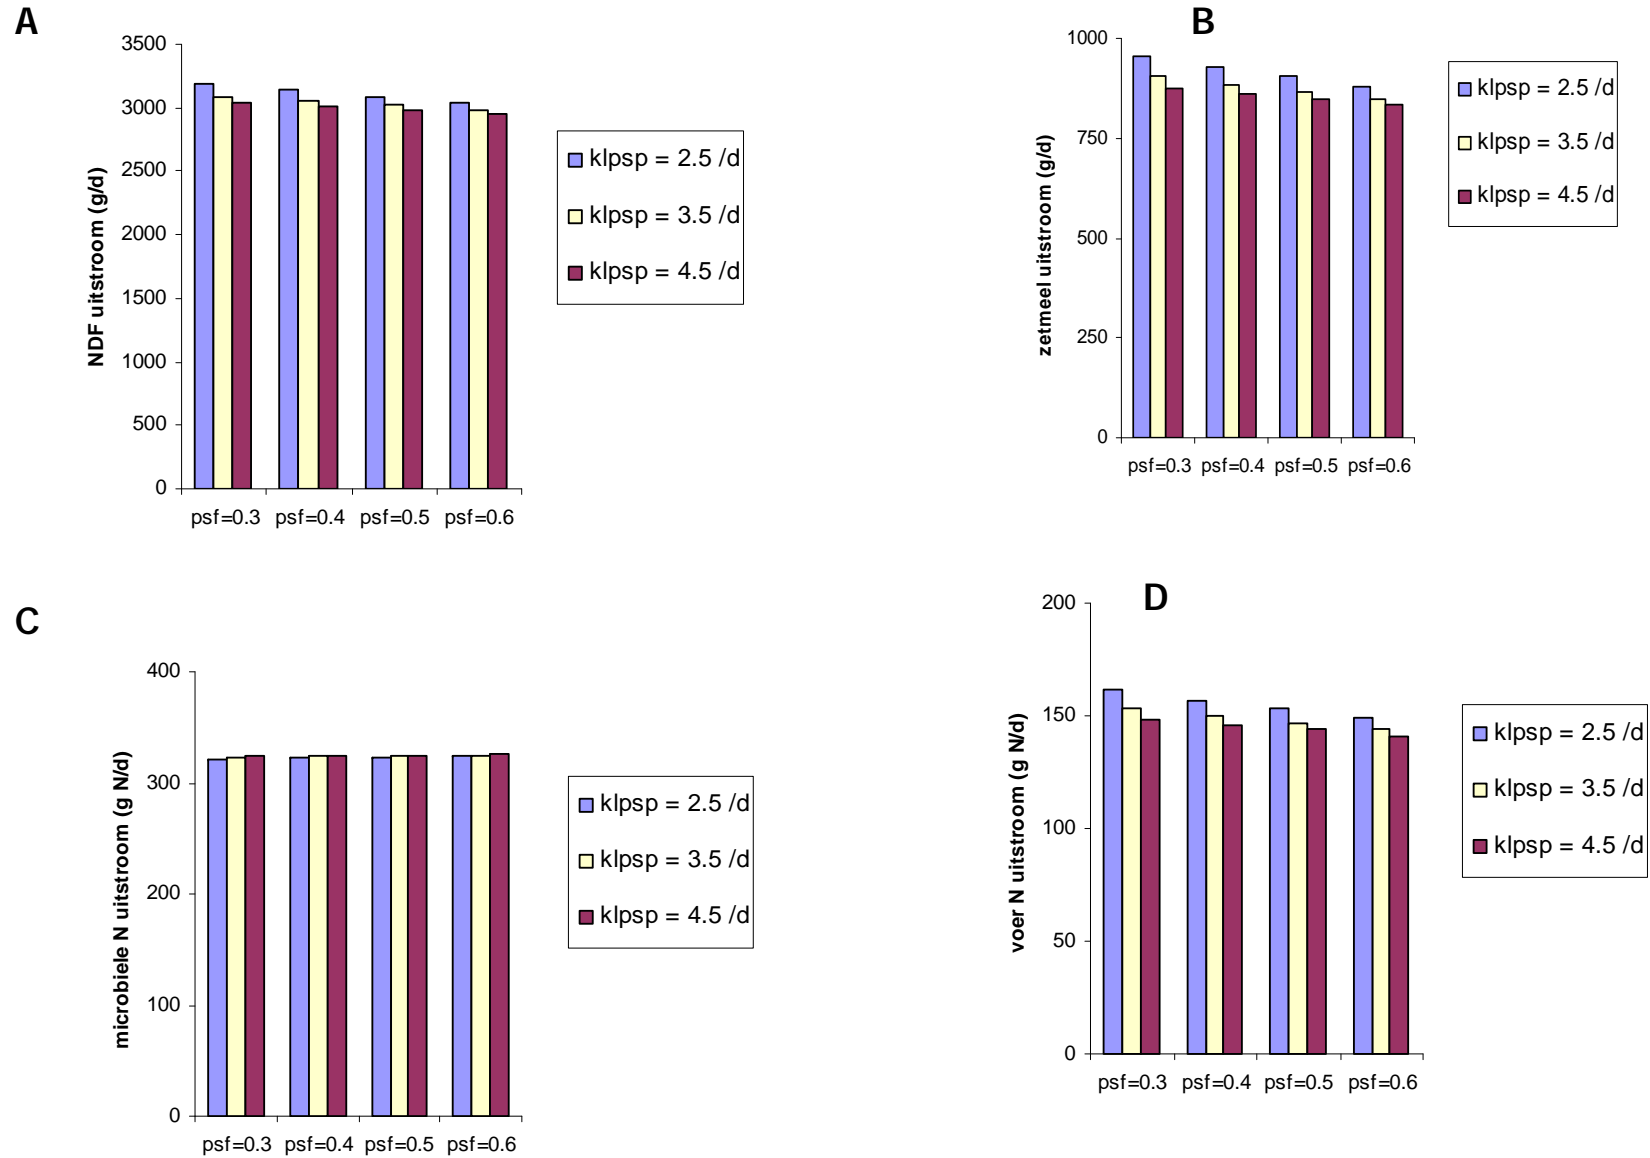 A
NDF uitstroom (g/d)
3500
3000
2500
2000
1500
1000
500
0
psf=0.3 psf=0.4 psf=0.5 psf=0.6
klpsp = 2.5 /d
klpsp = 3.5 /d
klpsp = 4.5 /d
B
zetmeel uitstroom (g/d)
1000
750
500
250
0
psf=0.3 psf=0.4 psf=0.5 psf=0.6
klpsp = 2.5 /d
klpsp = 3.5 /d
klpsp = 4.5 /d
C
microbiele N uitstroom (g N/d)
400
300
200
100
0
psf=0.3 psf=0.4 psf=0.5 psf=0.6
klpsp = 2.5 /d
klpsp = 3.5 /d
klpsp = 4.5 /d
D
voer N uitstroom (g N/d)
200
150
100
50
0
psf=0.3 psf=0.4 psf=0.5 psf=0.6
klpsp = 2.5 /d
klpsp = 3.5 /d
klpsp = 4.5 /d